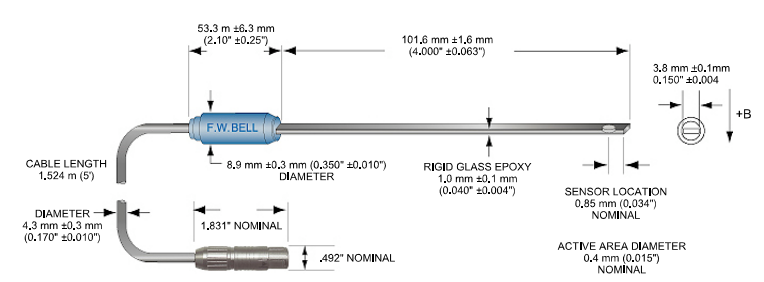 53.3 m ±6.3 mm
(2.10" ±0.25")
101.6 mm ±1.6 mm
(4.000" ±0.063")
3.8 mm ±0.1mm
0.150" ±0.004
+B
F.W. BELL
CABLE LENGTH
1.524 m (5')
8.9 mm ±0.3 mm (0.350" ±0.010")
DIAMETER
RIGID GLASS EPOXY
1.0 mm ±0.1 mm
(0.040" ±0.004")
SENSOR LOCATION
0.85 mm (0.034")
NOMINAL
DIAMETER
4.3 mm ±0.3 mm
(0.170" ±0.010")
1.831" NOMINAL
.492" NOMINAL
ACTIVE AREA DIAMETER
0.4 mm (0.015")
NOMINAL